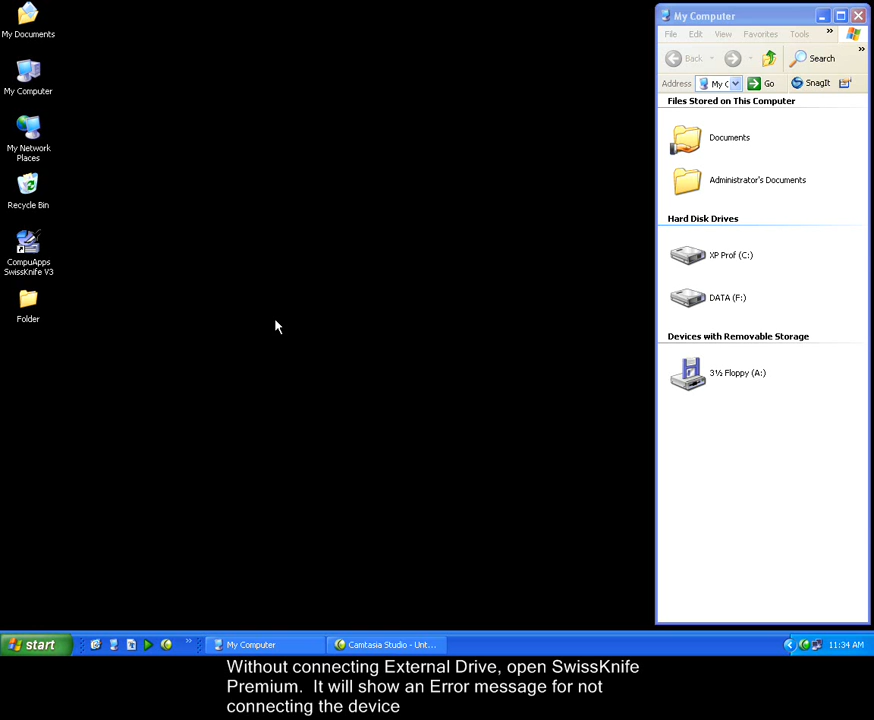 My Documents
My Computer
My Network
Places
Recycle Bin
CompuApps
SwissKnife V3
Folder
My Computer
File Edit View Favorites Tools »
Back Search »
Address My C Go SnagIt
Files Stored on This Computer
Documents
Administrator's Documents
Hard Disk Drives
XP Prof (C:)
DATA (F:)
Devices with Removable Storage
3½ Floppy (A:)
start » My Computer Camtasia Studio - Unt... 11:34 AM
Without connecting External Drive, open SwissKnife
Premium. It will show an Error message for not
connecting the device